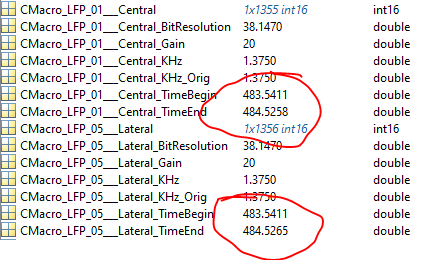 CMacro_LFP_01___Central 1x1355 int16 int16
CMacro_LFP_01___Central_BitResolution 38.1470 double
CMacro_LFP_01___Central_Gain 20 double
CMacro_LFP_01___Central_KHz 1.3750 double
CMacro_LFP_01___Central_KHz_Orig 1.3750 double
CMacro_LFP_01___Central_TimeBegin 483.5411 double
CMacro_LFP_01___Central_TimeEnd 484.5258 double
CMacro_LFP_05___Lateral 1x1356 int16 int16
CMacro_LFP_05___Lateral_BitResolution 38.1470 double
CMacro_LFP_05___Lateral_Gain 20 double
CMacro_LFP_05___Lateral_KHz 1.3750 double
CMacro_LFP_05___Lateral_KHz_Orig 1.3750 double
CMacro_LFP_05___Lateral_TimeBegin 483.5411 double
CMacro_LFP_05___Lateral_TimeEnd 484.5265 double